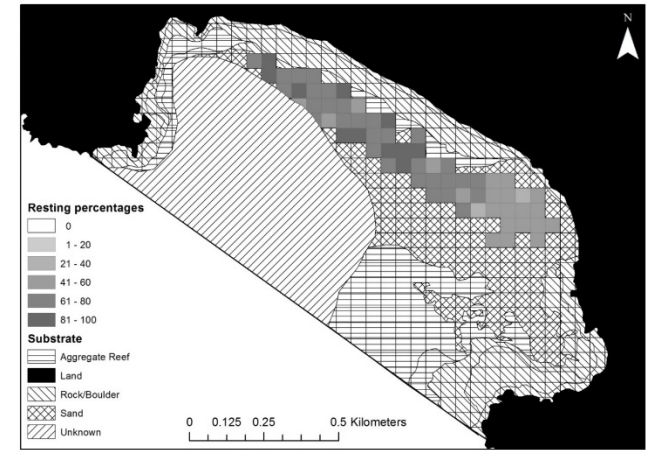 N
Resting percentages
0
1 - 20
21 - 40
41 - 60
61 - 80
81 - 100
Substrate
Aggregate Reef
Land
Rock/Boulder
Sand
Unknown
0 0.125 0.25 0.5 Kilometers